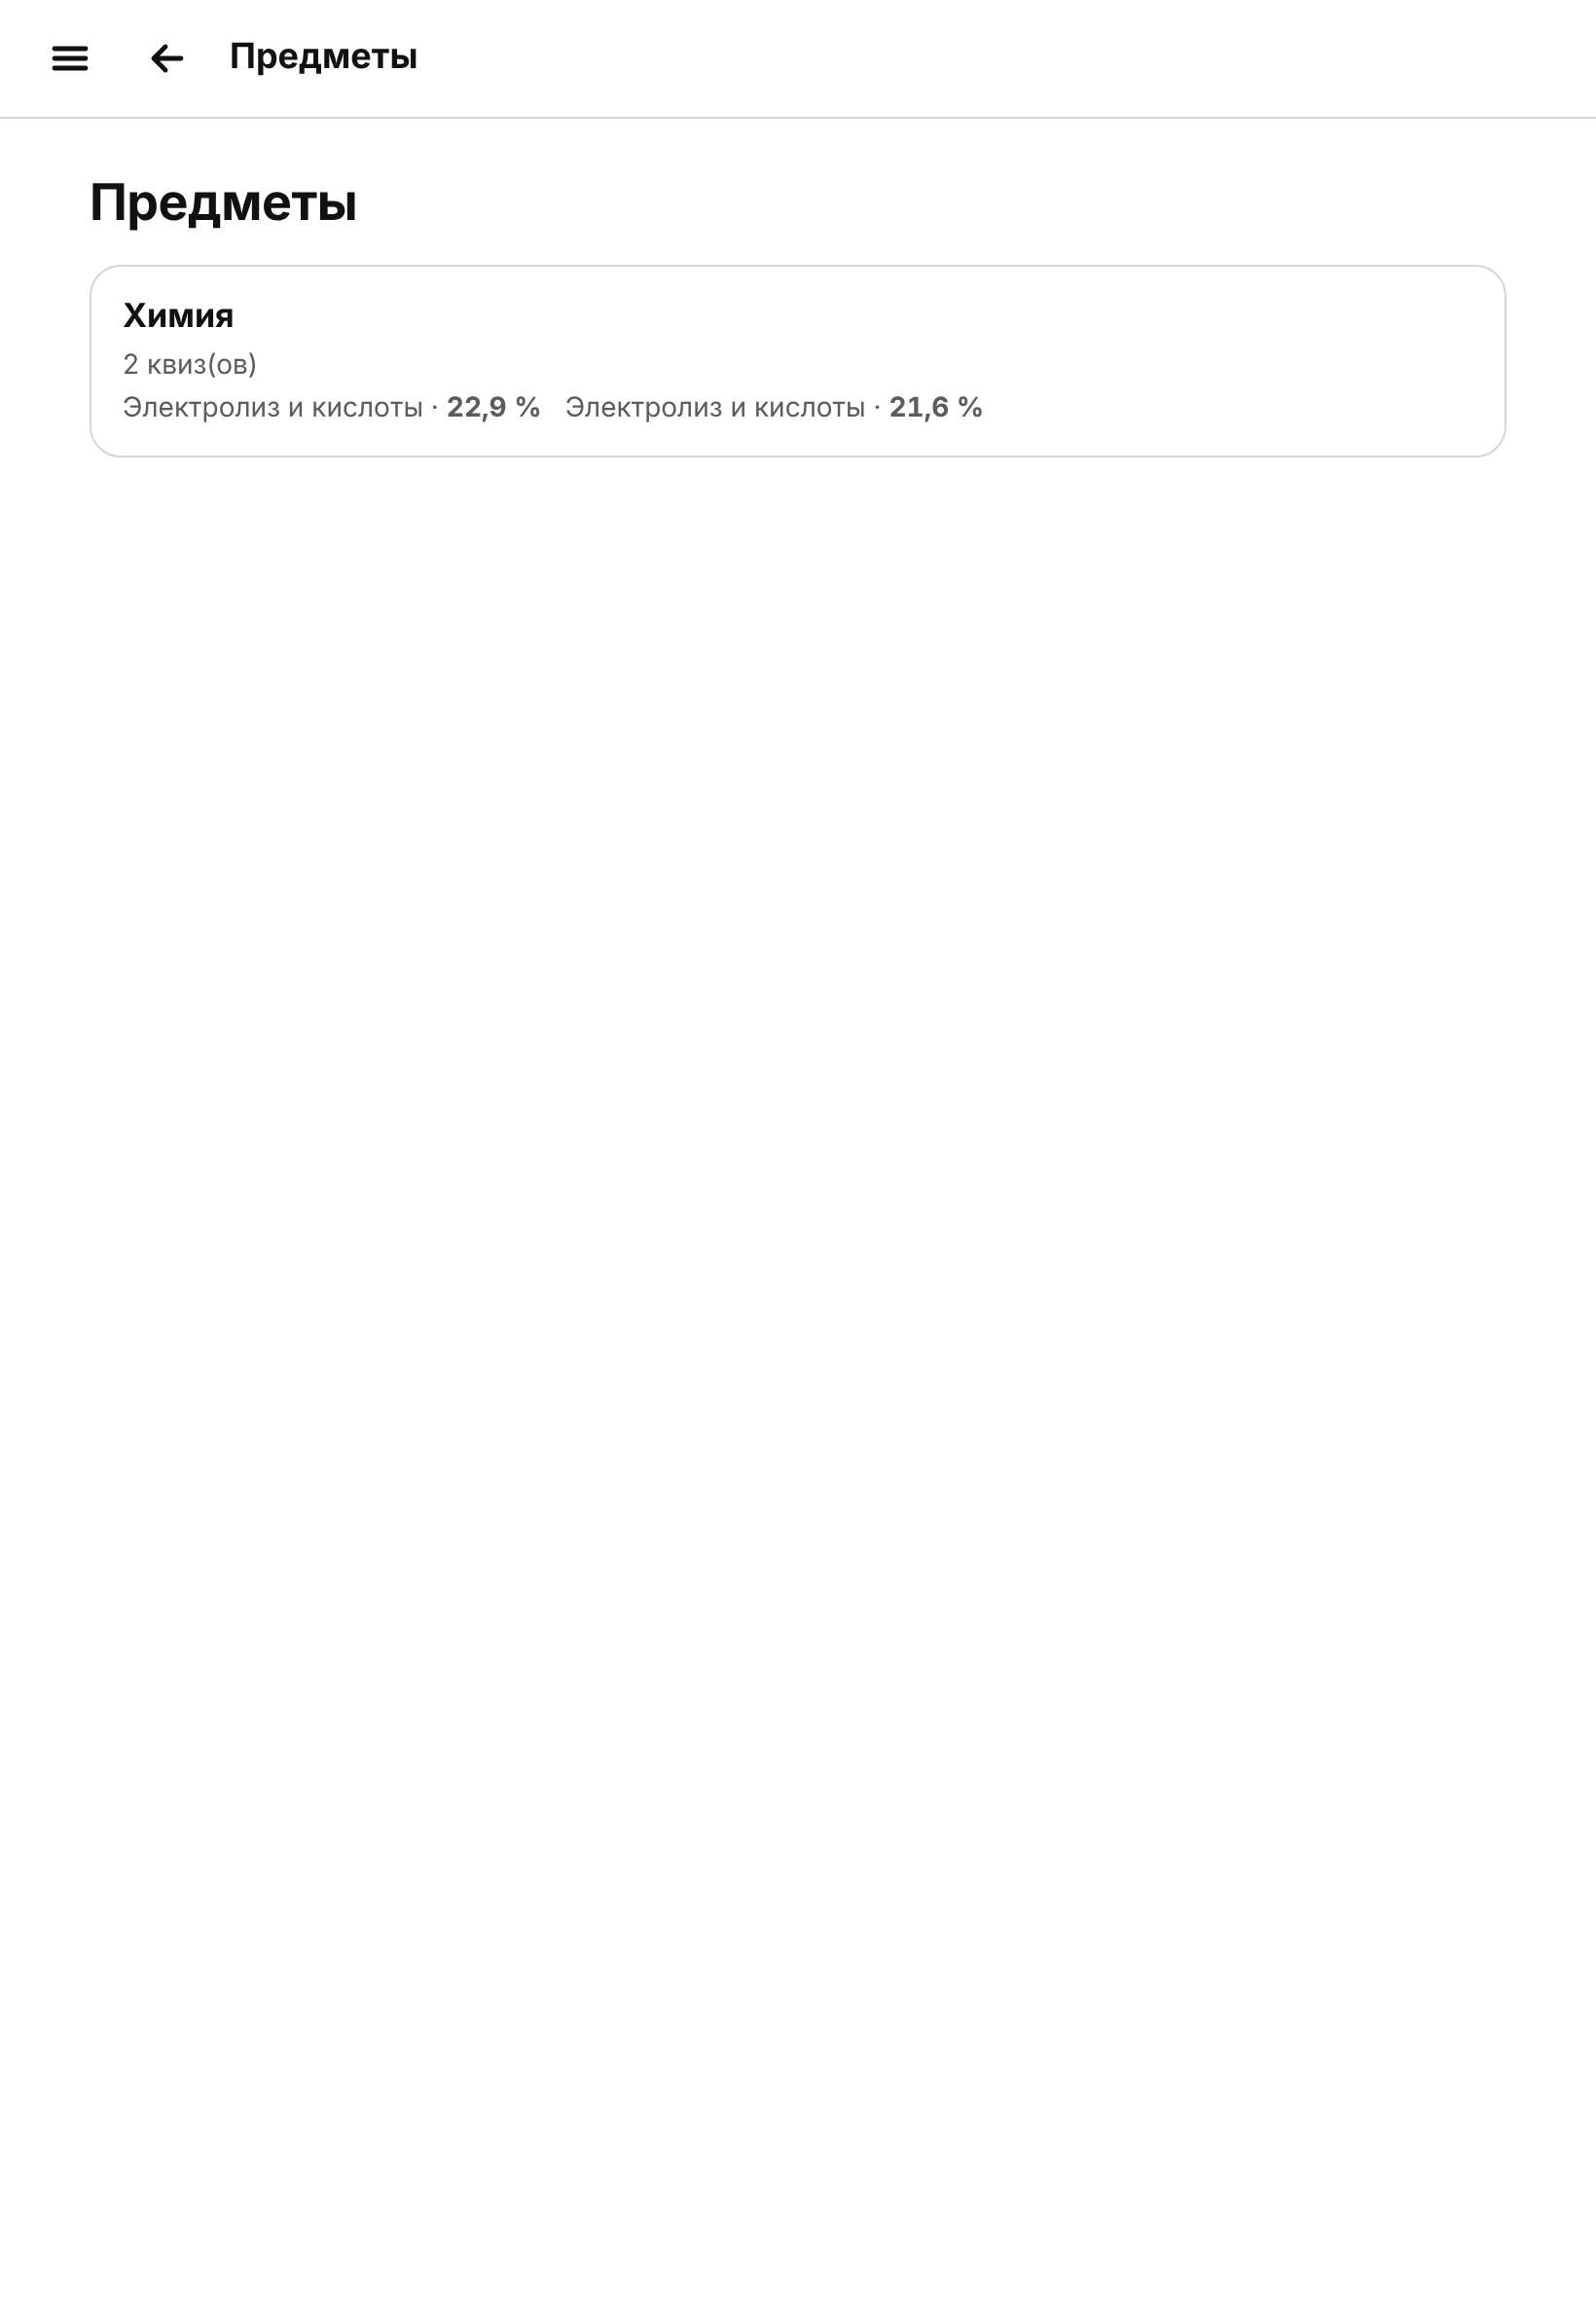 Предметы
Предметы
Химия
2 квиз(ов)
Электролиз и кислоты · 22,9 % Электролиз и кислоты · 21,6 %